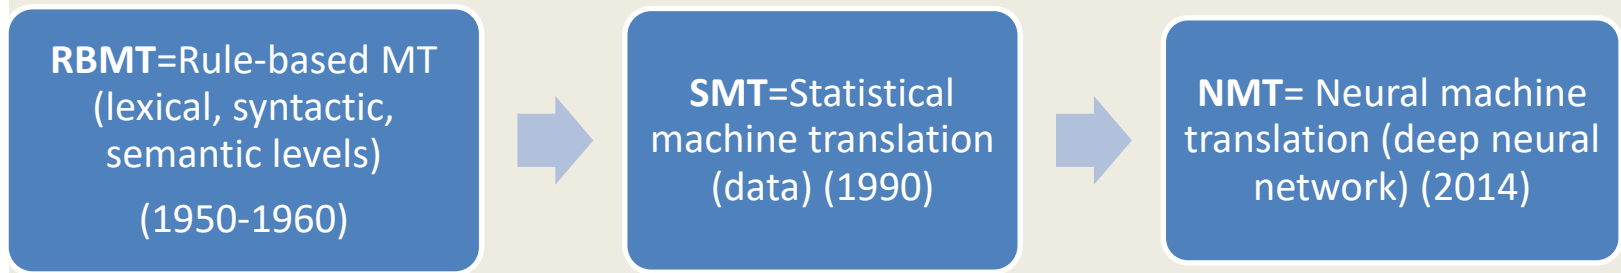 RBMT=Rule-based MT
(lexical, syntactic,
semantic levels)
(1950-1960)
SMT=Statistical
machine translation
(data) (1990)
NMT= Neural machine
translation (deep neural
network) (2014)